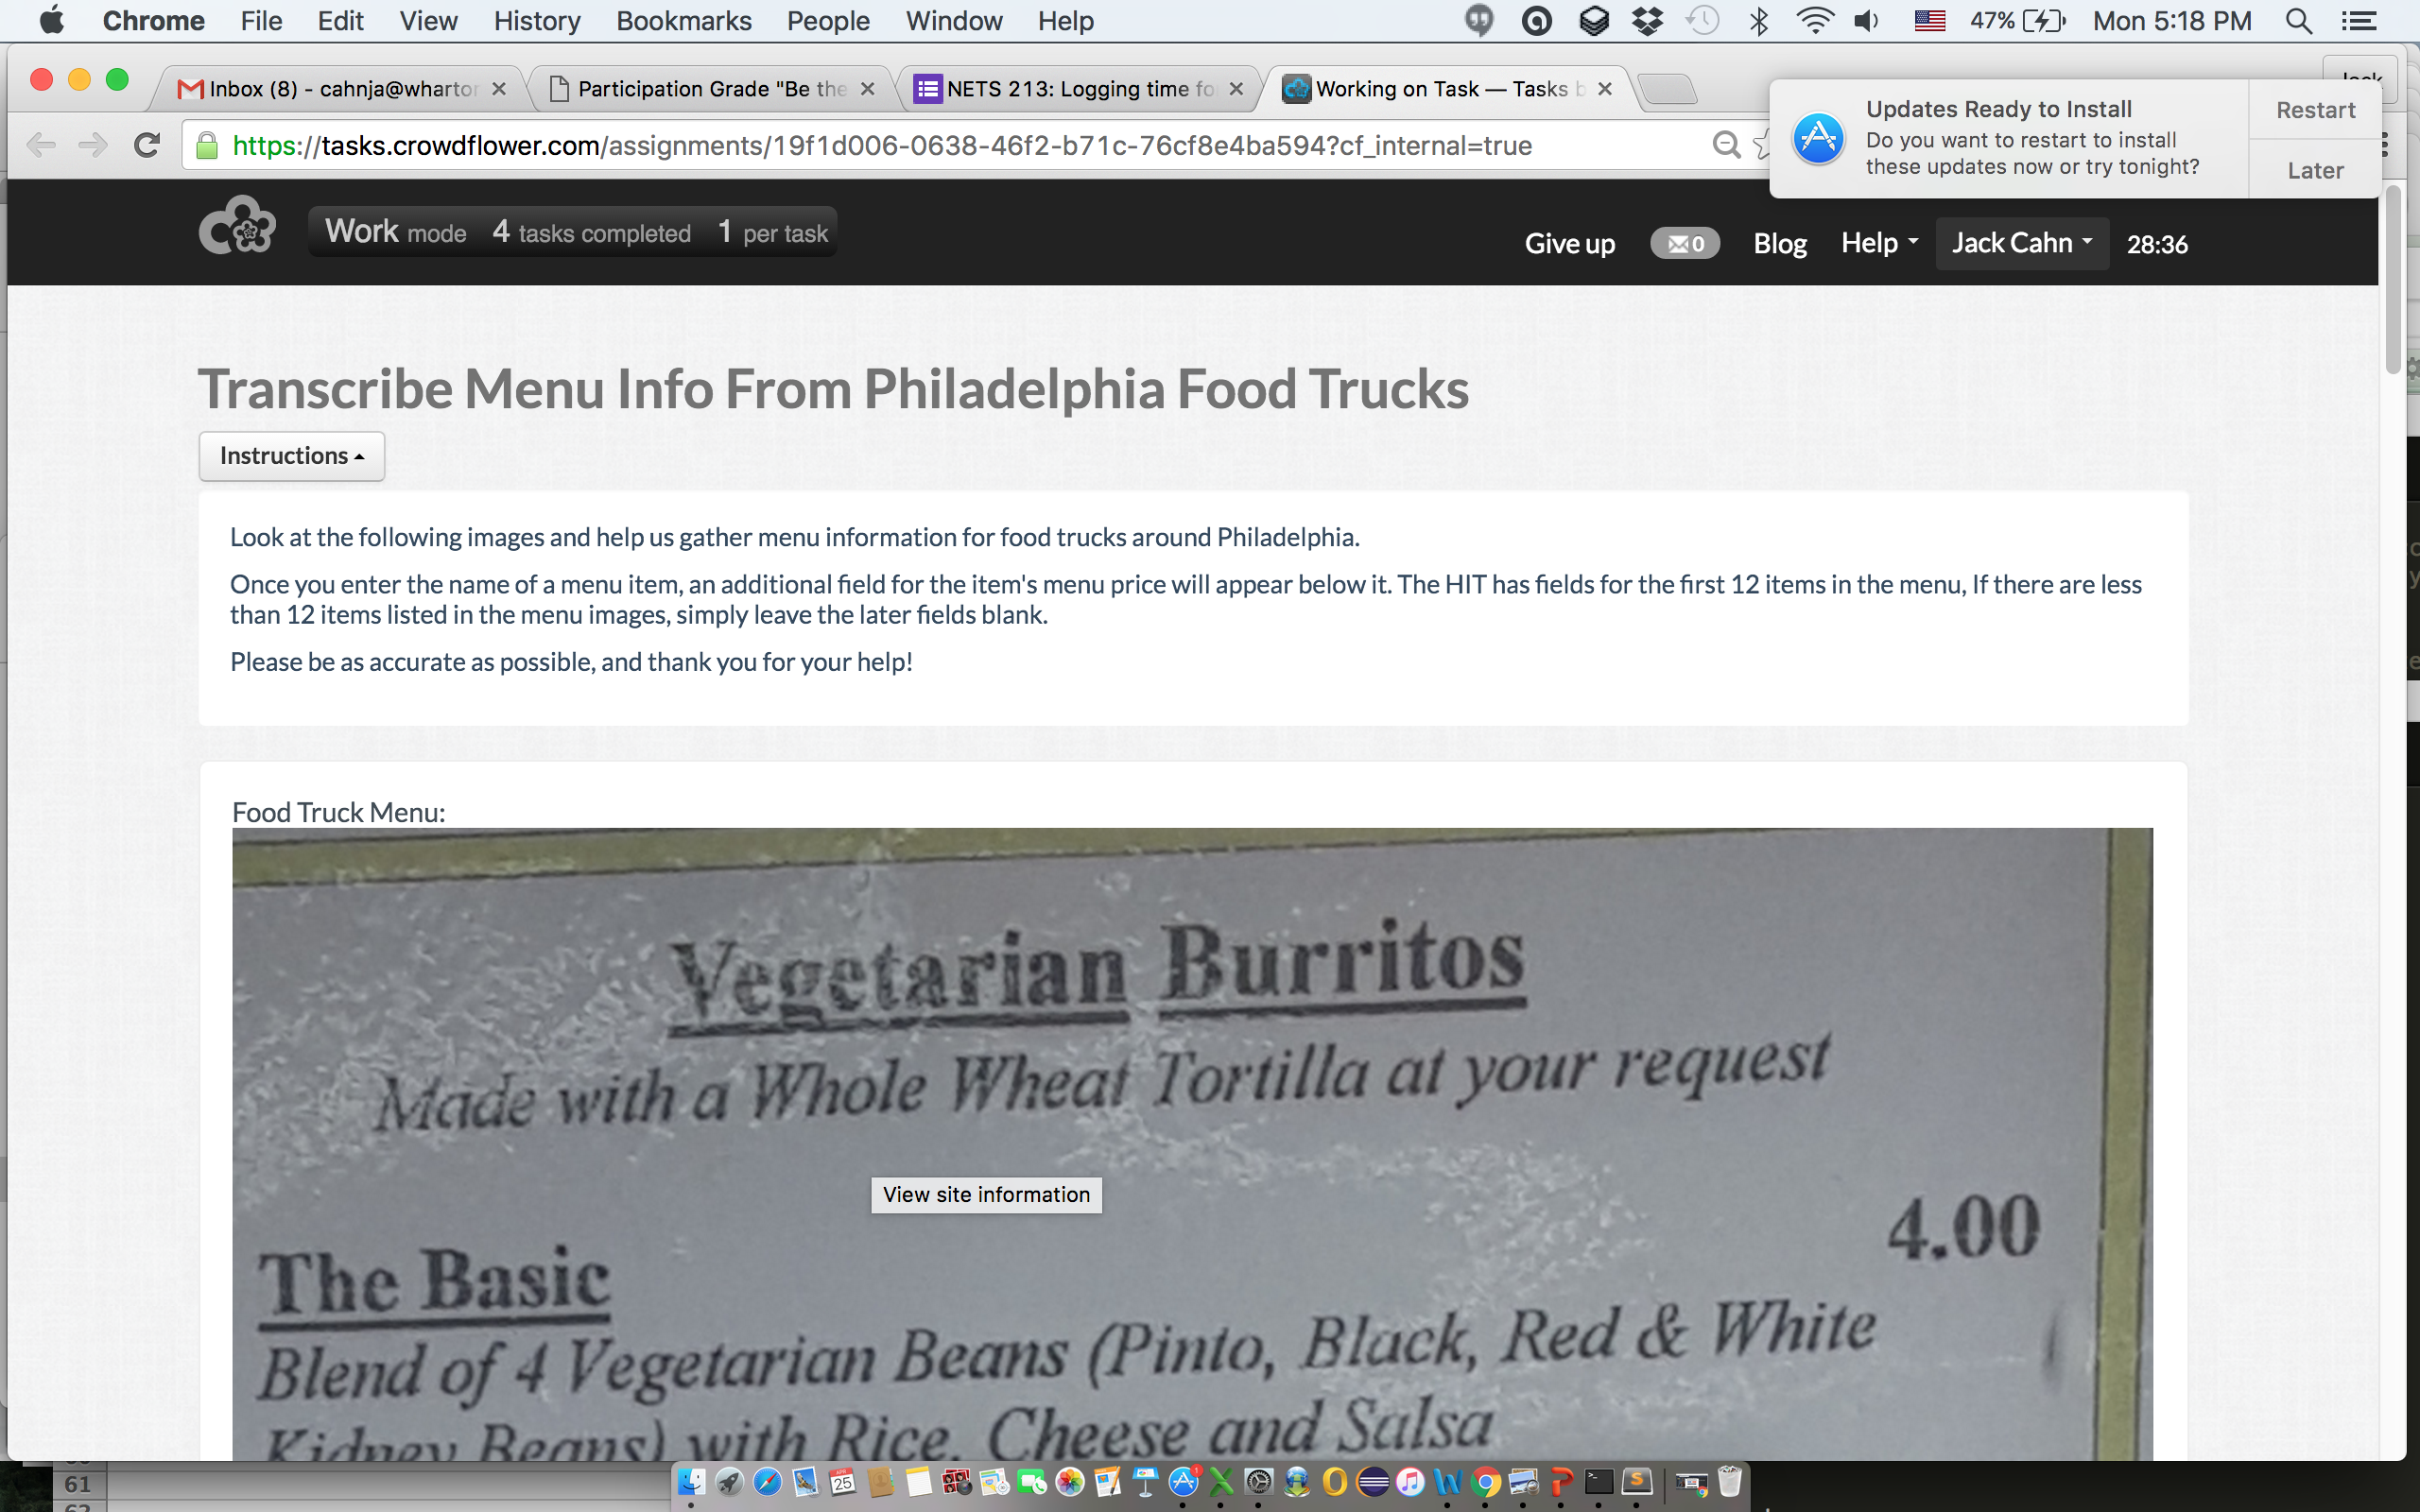 Chrome File Edit View History Bookmarks People Window Help 47% Mon 5:18 PM
Inbox (8) - cahnja@wharton
Participation Grade "Be the
NETS 213: Logging time fo
Working on Task — Tasks b
Updates Ready to Install
Do you want to restart to install
these updates now or try tonight?
Restart
Later
https://tasks.crowdflower.com/assignments/19f1d006-0638-46f2-b71c-76cf8e4ba594?cf_internal=true
Work mode 4 tasks completed 1 per task
Give up 0 Blog Help Jack Cahn 28:36
Transcribe Menu Info From Philadelphia Food Trucks
Instructions
Look at the following images and help us gather menu information for food trucks around Philadelphia.
Once you enter the name of a menu item, an additional field for the item's menu price will appear below it. The HIT has fields for the first 12 items in the menu, If there are less
than 12 items listed in the menu images, simply leave the later fields blank.
Please be as accurate as possible, and thank you for your help!
Food Truck Menu:
Vegetarian Burritos
Made with a Whole Wheat Tortilla at your request
View site information
The Basic 4.00
Blend of 4 Vegetarian Beans (Pinto, Black, Red & White
Kidney Beans) with Rice, Cheese and Salsa
61
APR
25